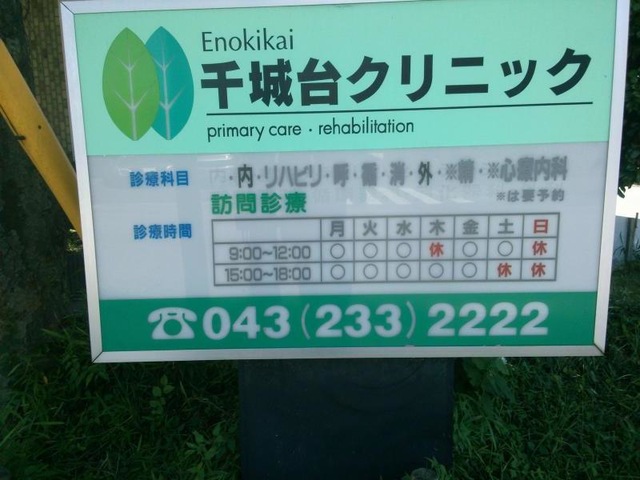 Enokikai
千城台クリニック
primary care・rehabilitation
診療科目 内・内・リハビリ・呼・循・消・外・※精・※心療内科
訪問診療 ※は要予約
診療時間 月 火 水 木 金 土 日
9:00～12:00 ○ ○ ○ 休 ○ ○ 休
15:00～18:00 ○ ○ ○ ○ ○ 休 休
☎043(233)2222